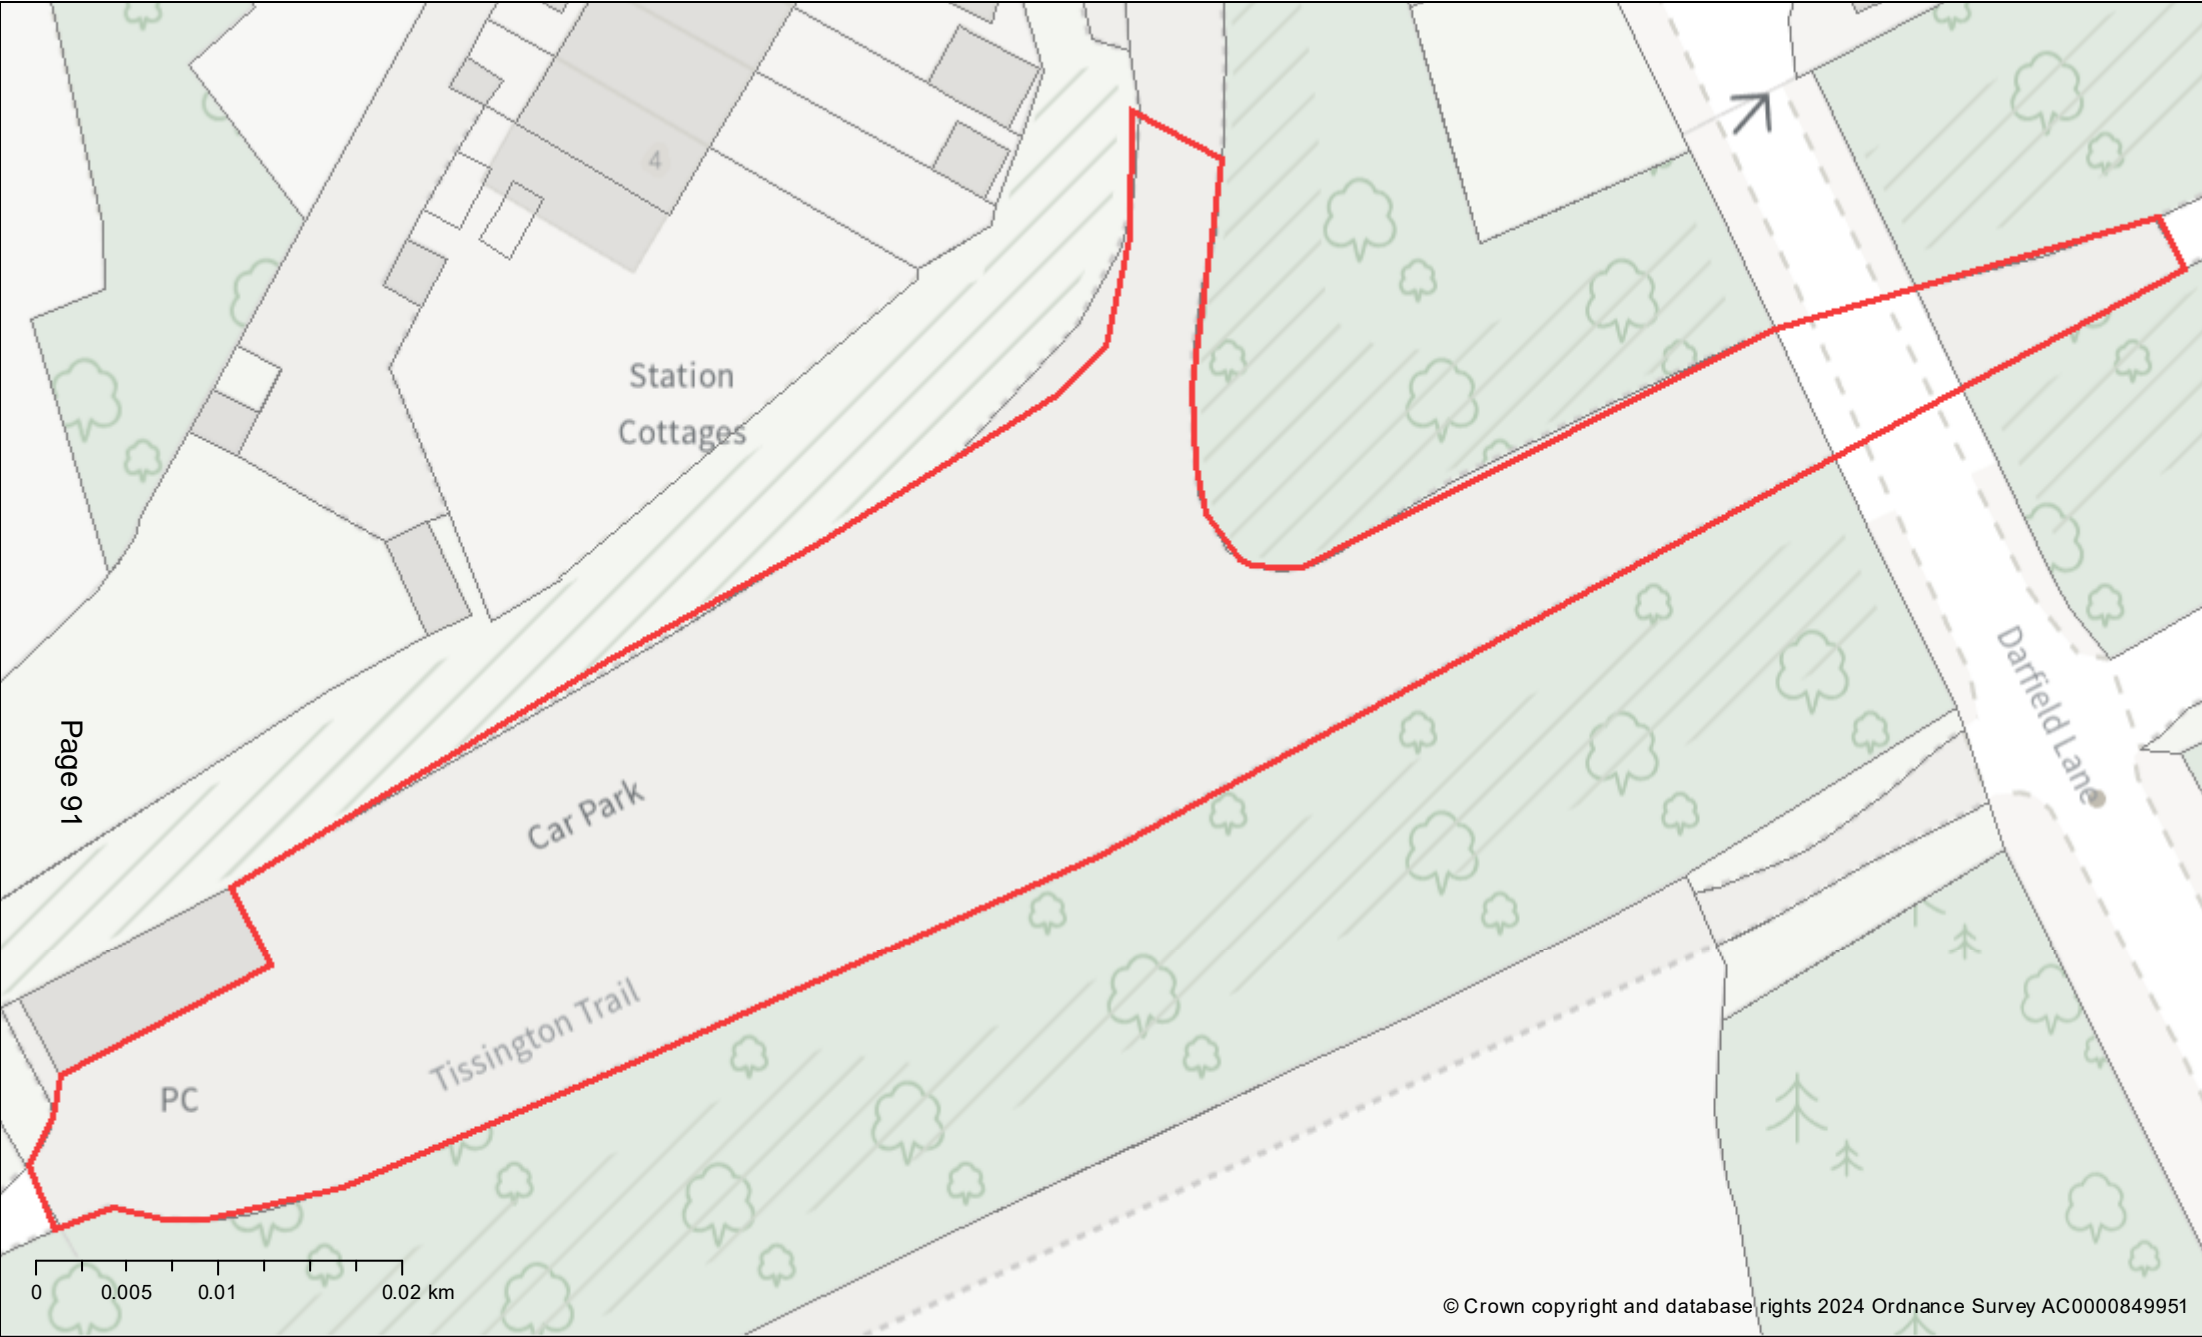 4
Station
Cottages
Darfield Lane
Page 91
Car Park
Tissington Trail
PC
0 0.005 0.01 0.02 km
© Crown copyright and database rights 2024 Ordnance Survey AC0000849951